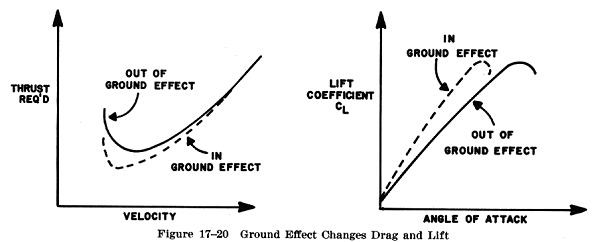 THRUST
REQ'D
OUT OF
GROUND EFFECT
IN
GROUND EFFECT
VELOCITY
IN
GROUND EFFECT
LIFT
COEFFICIENT
CL
OUT OF
GROUND EFFECT
ANGLE OF ATTACK
Figure 17-20 Ground Effect Changes Drag and Lift